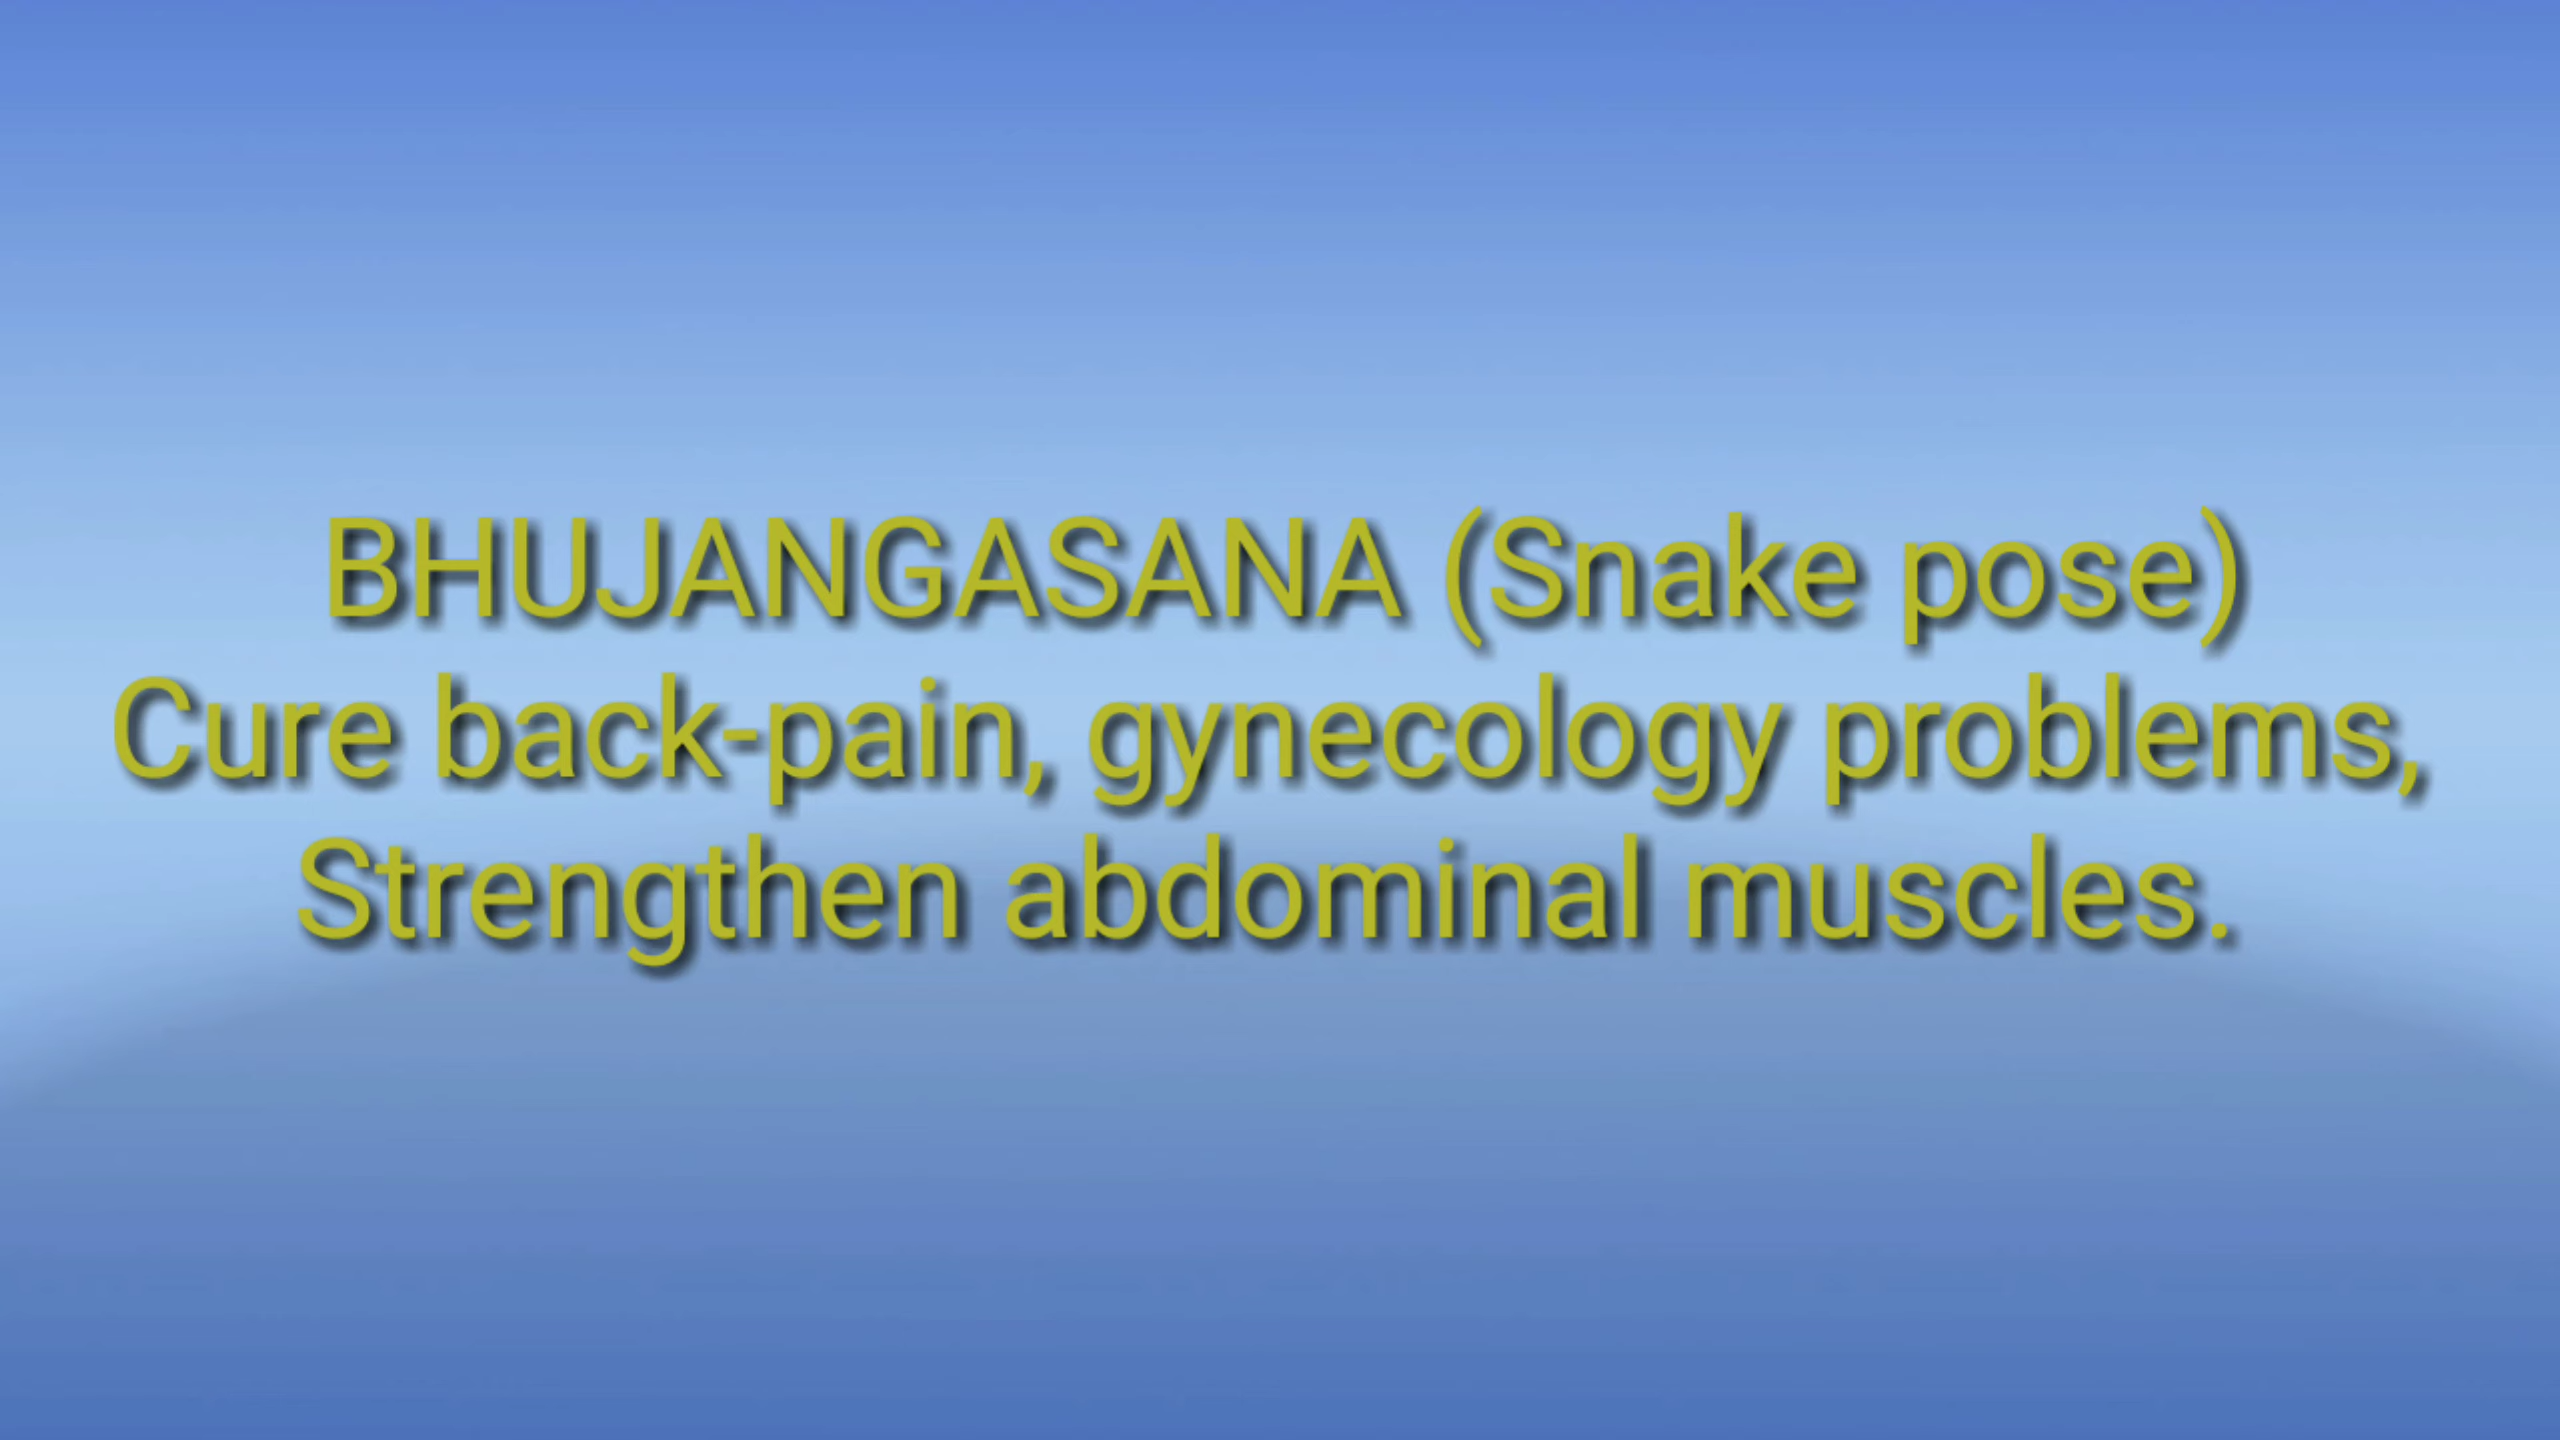 BHUJANGASANA (Snake pose)
Cure back-pain, gynecology problems,
Strengthen abdominal muscles.